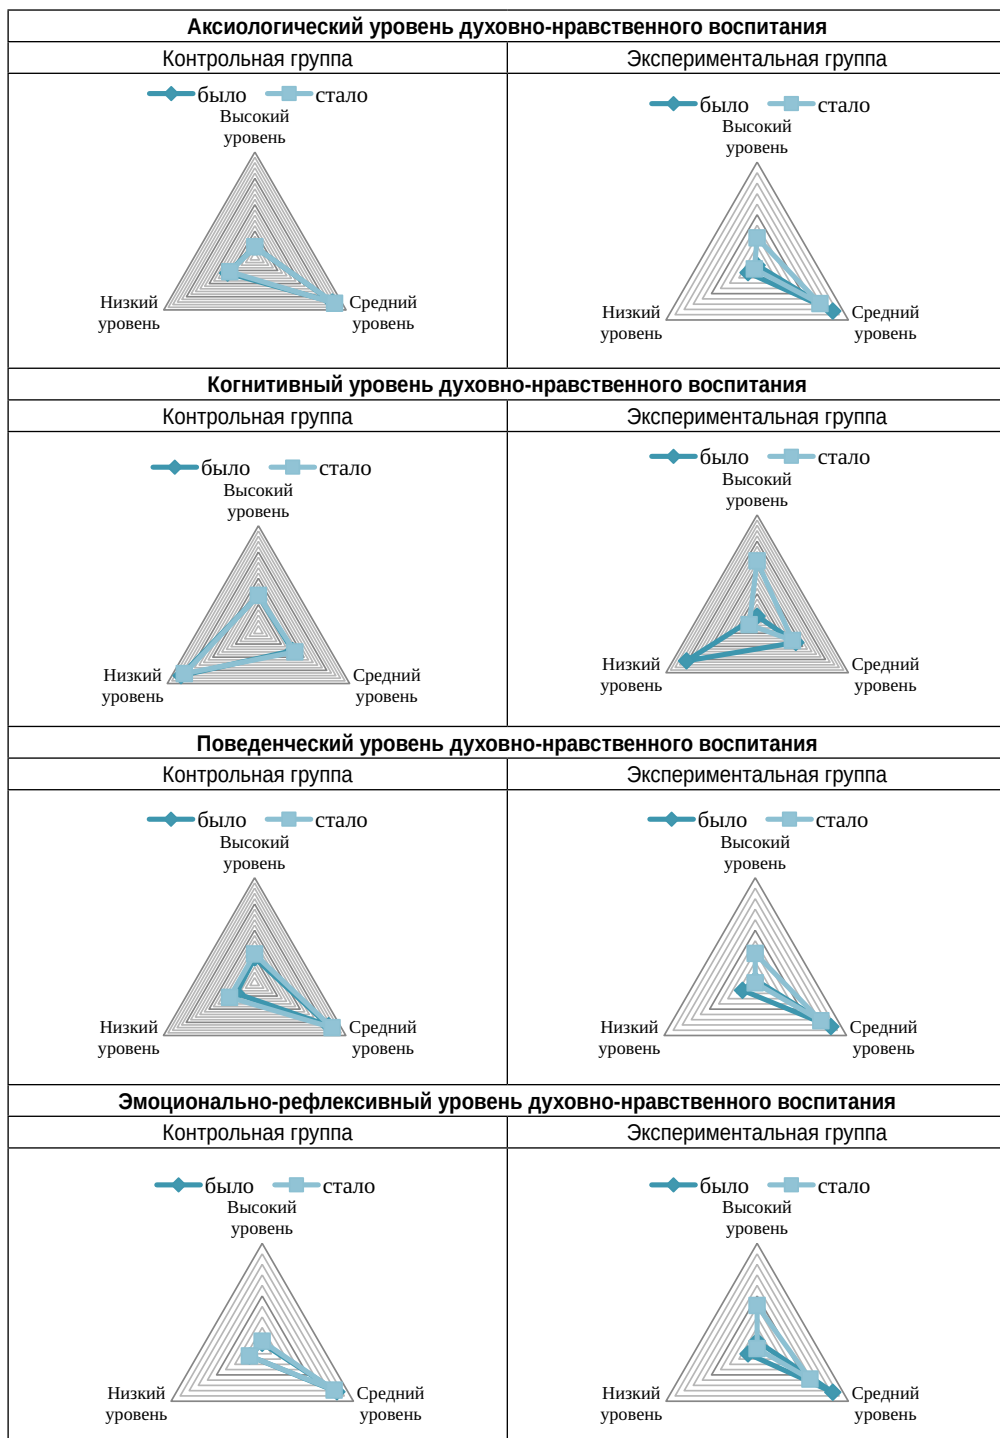 Аксиологический уровень духовно-нравственного воспитания
Контрольная группа
Экспериментальная группа
было стало
Высокий
уровень
Низкий
уровень
Средний
уровень
было стало
Высокий
уровень
Низкий
уровень
Средний
уровень
Когнитивный уровень духовно-нравственного воспитания
Контрольная группа
Экспериментальная группа
было стало
Высокий
уровень
Низкий
уровень
Средний
уровень
было стало
Высокий
уровень
Низкий
уровень
Средний
уровень
Поведенческий уровень духовно-нравственного воспитания
Контрольная группа
Экспериментальная группа
было стало
Высокий
уровень
Низкий
уровень
Средний
уровень
было стало
Высокий
уровень
Низкий
уровень
Средний
уровень
Эмоционально-рефлексивный уровень духовно-нравственного воспитания
Контрольная группа
Экспериментальная группа
было стало
Высокий
уровень
Низкий
уровень
Средний
уровень
было стало
Высокий
уровень
Низкий
уровень
Средний
уровень